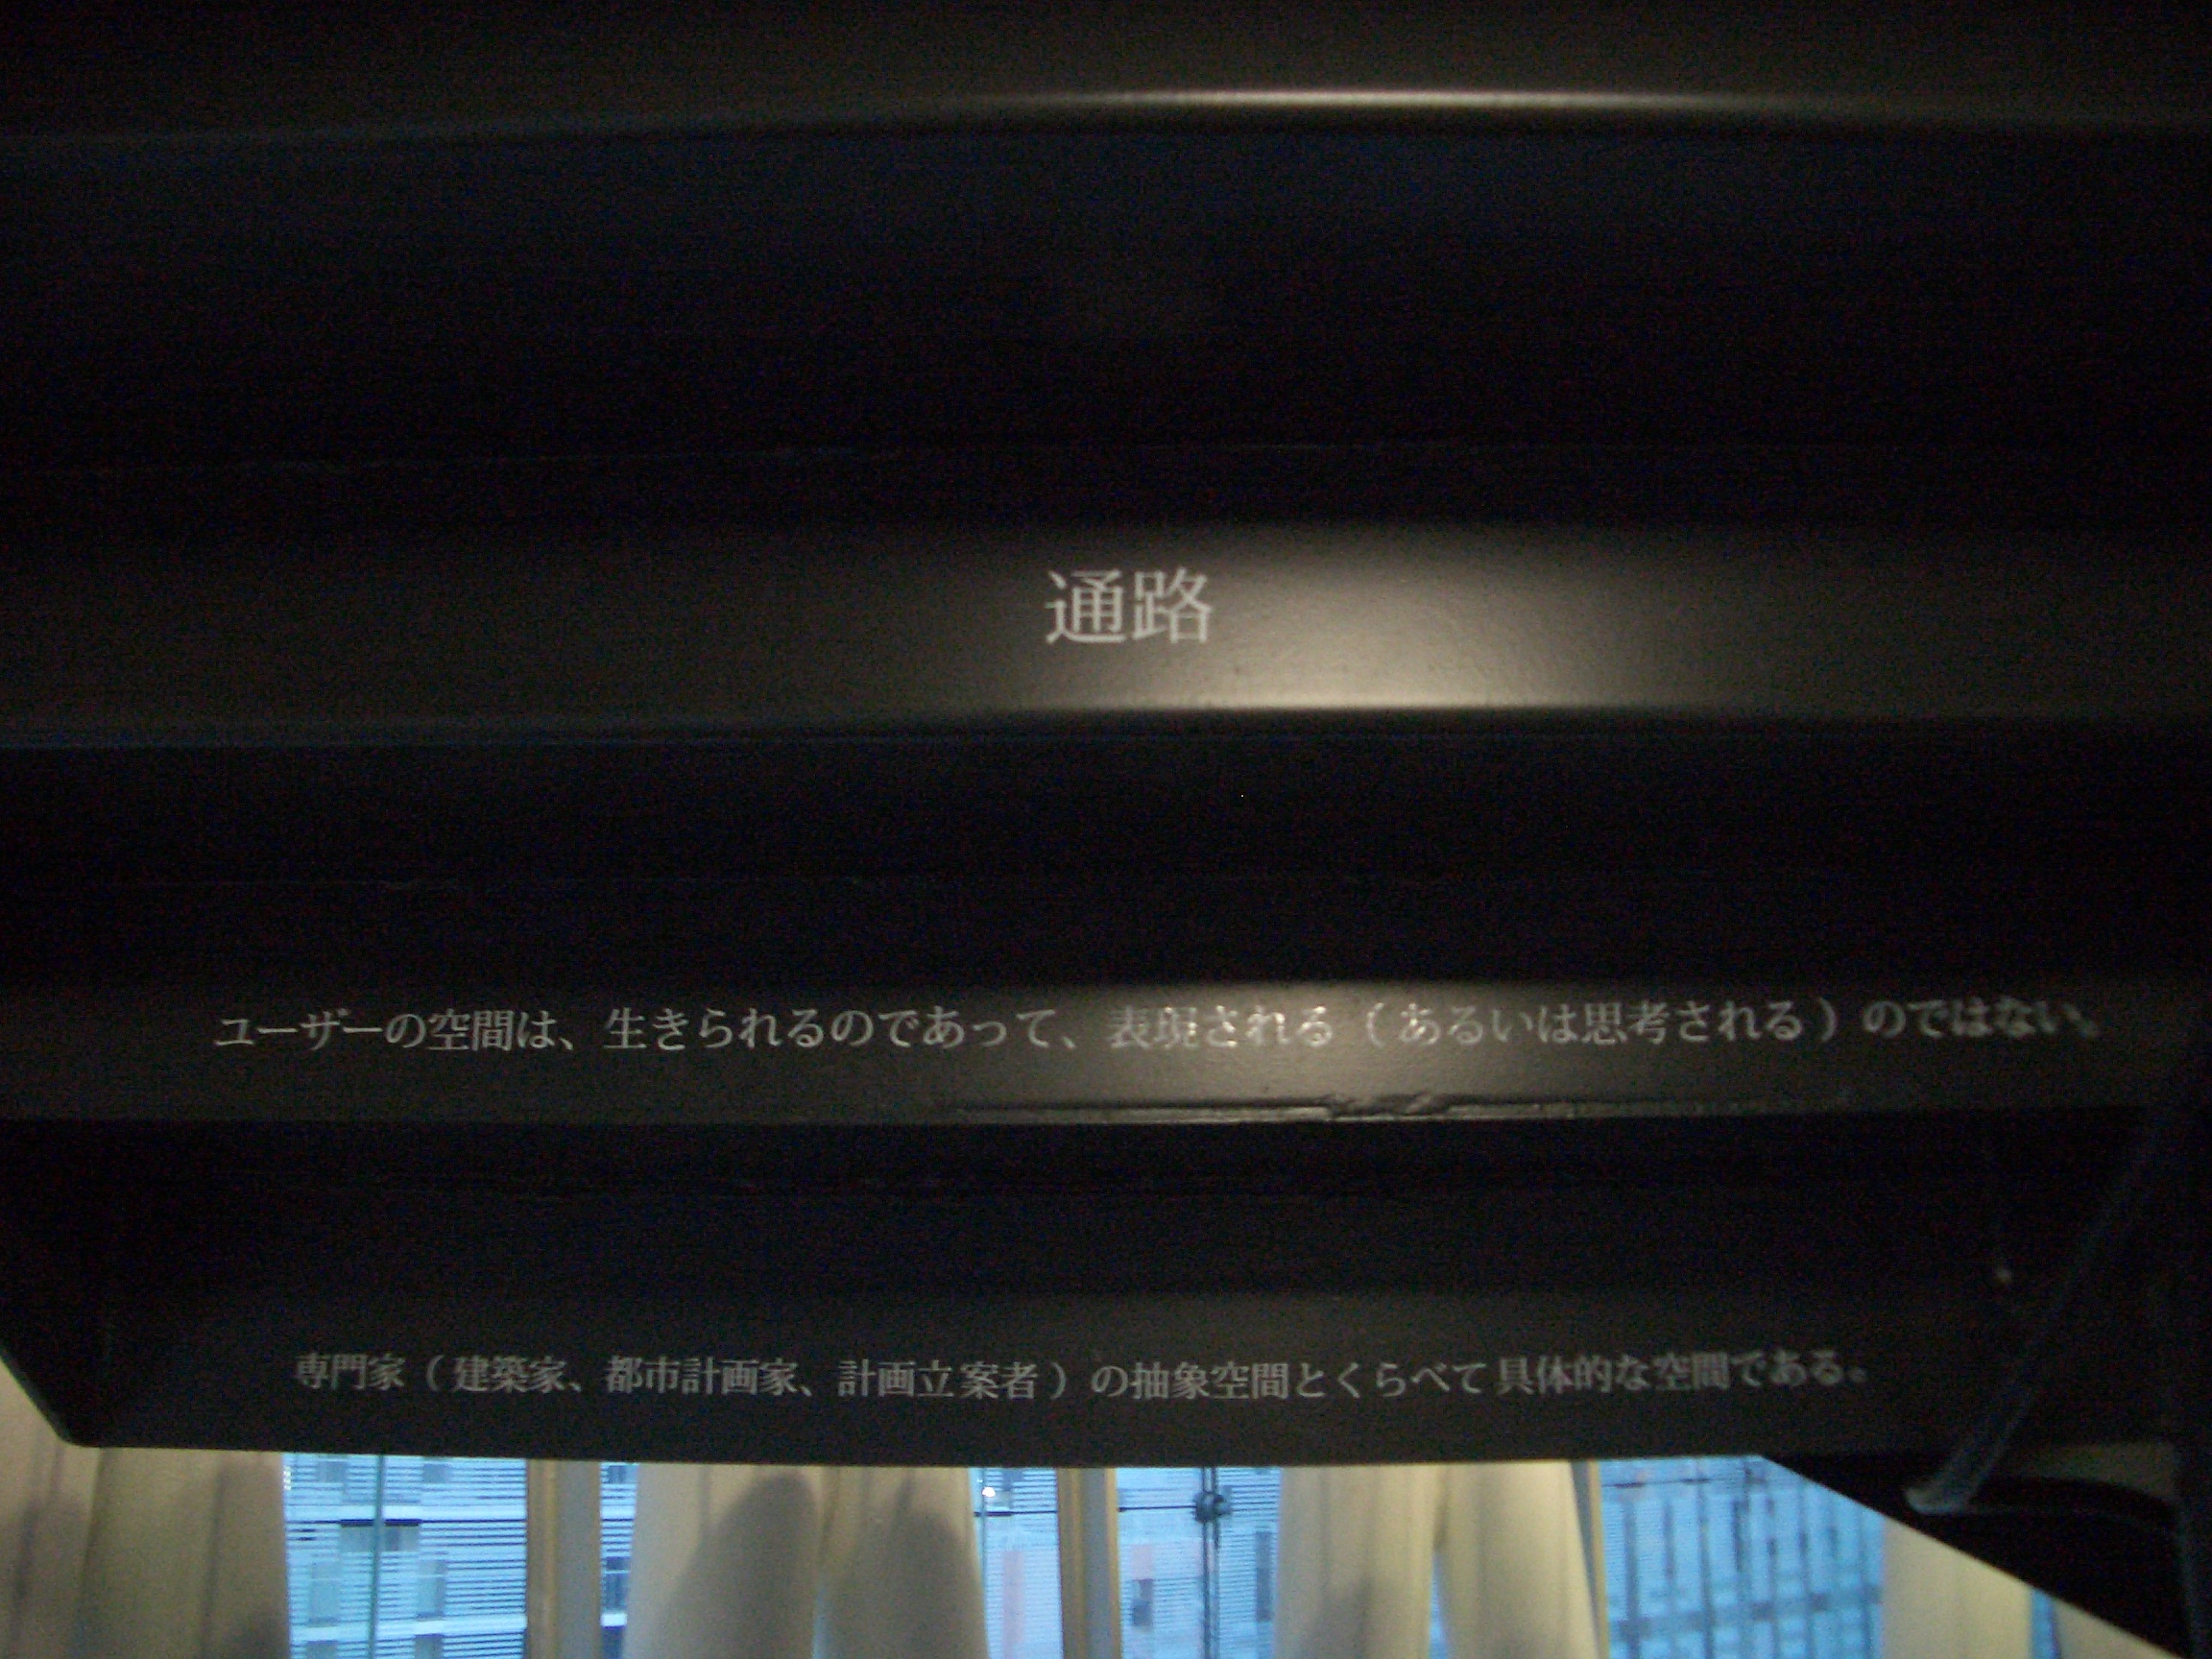 通路
ユーザーの空間は、生きられるのであって、表現される（あるいは思考される）のではない。
専門家（建築家、都市計画家、計画立案者）の抽象空間とくらべて具体的な空間である。